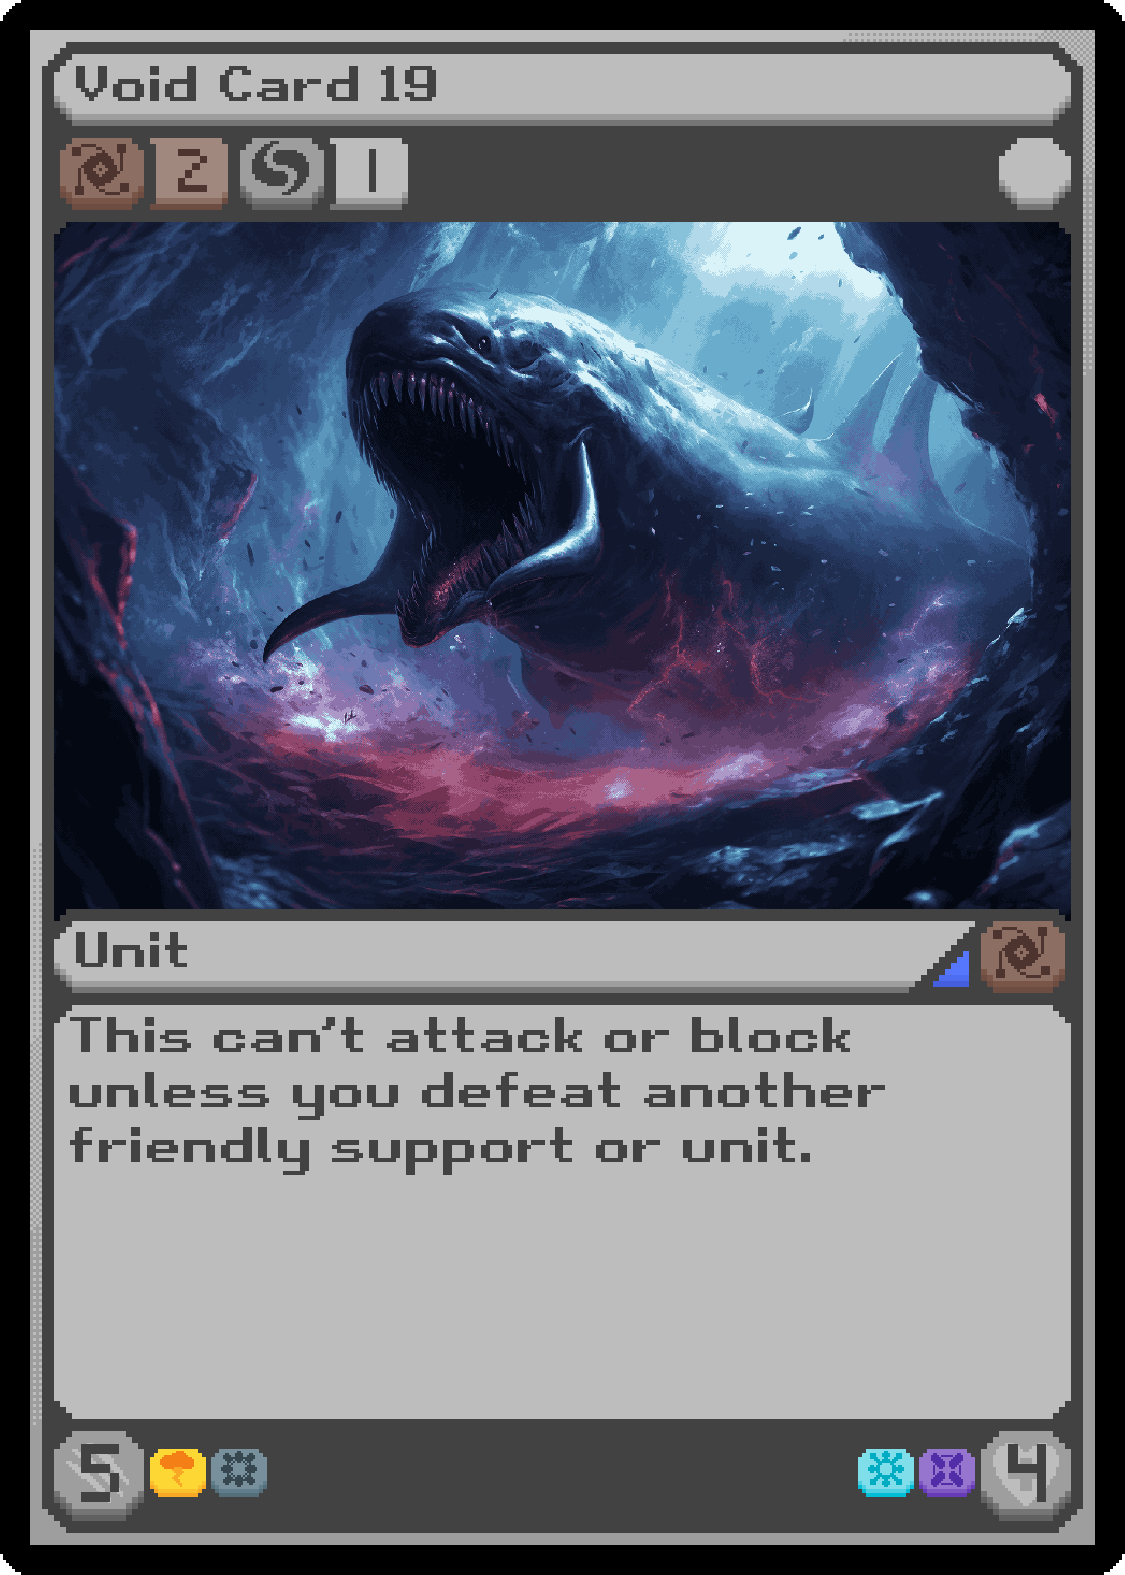 Void Card 19
2 1
Unit
This can't attack or block
unless you defeat another
friendly support or unit.
5 4